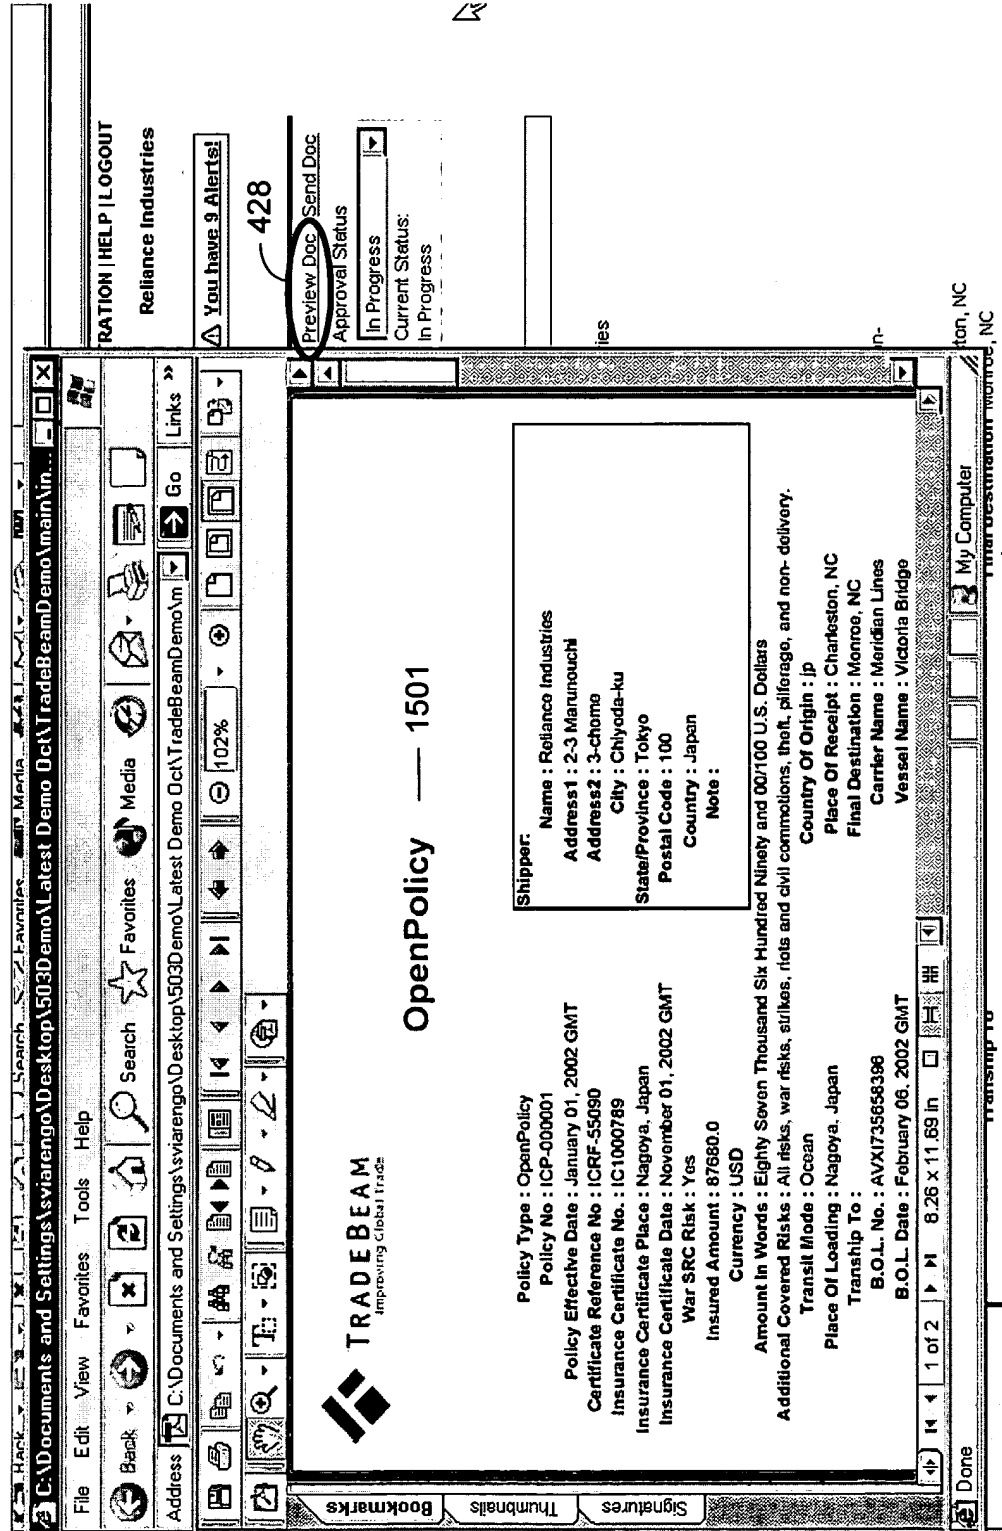 Back Search Favorites Media
C:\Documents and Settings\sviarengo\Desktop\503Demo\Latest Demo Oct\TradeBeamDemo\main\in...
File Edit View Favorites Tools Help
Back Search Favorites Media
Address C:\Documents and Settings\sviarengo\Desktop\503Demo\Latest Demo Oct\TradeBeamDemo\m Go Links »
102%
Bookmarks
Thumbnails
Signatures
TRADEBEAM
Improving Global Trade
OpenPolicy — 1501
Policy Type : OpenPolicy
Policy No : ICP-000001
Policy Effective Date : January 01, 2002 GMT
Certificate Reference No : ICRF-55090
Insurance Certificate No. : IC1000789
Insurance Certificate Place : Nagoya, Japan
Insurance Certificate Date : November 01, 2002 GMT
War SRC Risk : Yes
Insured Amount : 87680.0
Currency : USD
Shipper:
Name : Reliance Industries
Address1 : 2-3 Marunouchi
Address2 : 3-chome
City : Chiyoda-ku
State/Province : Tokyo
Postal Code : 100
Country : Japan
Note :
Amount In Words : Eighty Seven Thousand Six Hundred Ninety and 00/100 U.S. Dollars
Additional Covered Risks : All risks, war risks, strikes, riots and civil commotions, theft, pilferage, and non- delivery.
Transit Mode : Ocean
Place Of Loading : Nagoya, Japan
Tranship To :
B.O.L. No. : AVXI735658396
B.O.L. Date : February 06, 2002 GMT
Country Of Origin : jp
Place Of Receipt : Charleston, NC
Final Destination : Monroe, NC
Carrier Name : Meridian Lines
Vessel Name : Victoria Bridge
1 of 2 8.26 x 11.69 in
Done My Computer
RATION | HELP | LOGOUT
Reliance Industries
You have 9 Alerts!
428
Preview Doc Send Doc
Approval Status
In Progress
Current Status:
In Progress
ies
on-
ton, NC
Tranship To Final Destination Monroe, NC